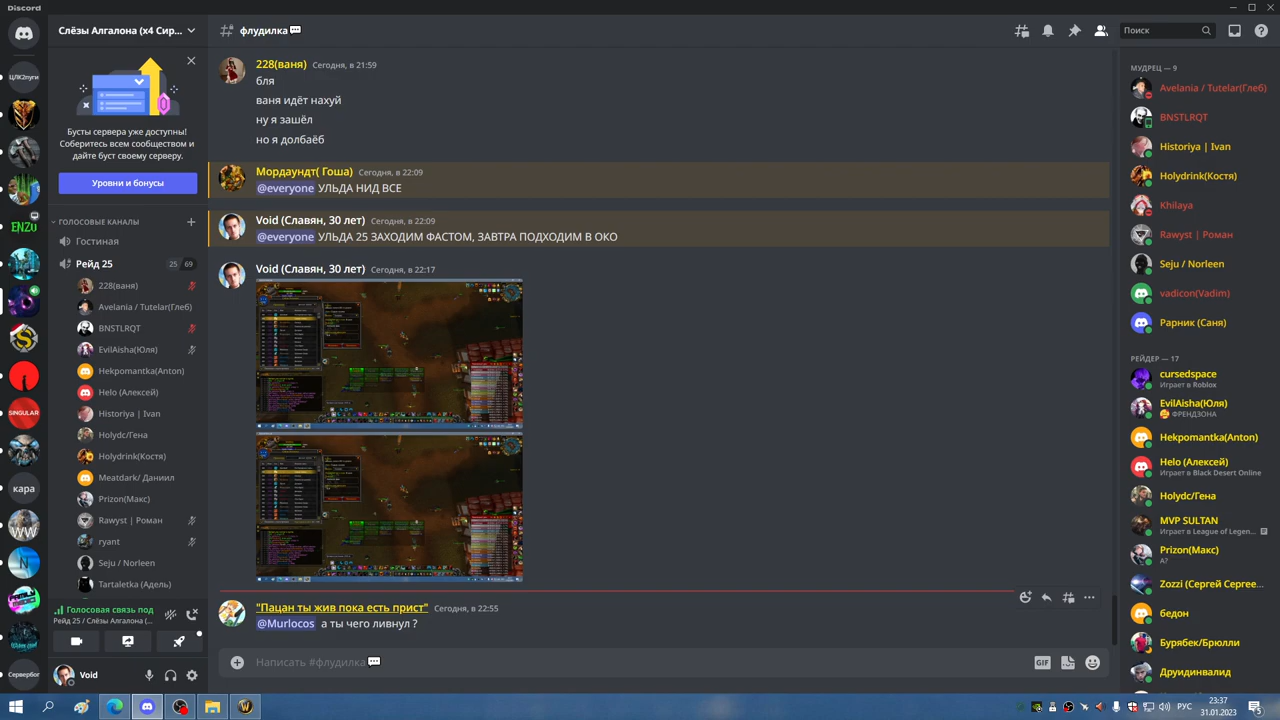 Discord
Слёзы Алгалона (x4 Сир...
флудилка
Поиск
ЦЛК2пуги
ENZO
SINGULAR
карас
Сервербог
Бусты сервера уже доступны!
Соберитесь всем сообществом и
дайте буст своему серверу.
Уровни и бонусы
ГОЛОСОВЫЕ КАНАЛЫ
Гостиная
Рейд 25
25 69
228(ваня)
Avelania / Tutelar(Глеб)
BNSTLRQT
EvilAisha(Юля)
Hekpomantka(Anton)
Helo (Алексей)
Historiya | Ivan
Holydc/Гена
Holydrink(Костя)
Meatdark/ Даниил
Prizon(Макс)
Rawyst | Роман
ryant
Seju / Norleen
Tartaletka (Адель)
Голосовая связь под
Рейд 25 / Слёзы Алгалона (...
Void
228(ваня) Сегодня, в 21:59
бля
ваня идёт нахуй
ну я зашёл
но я долбаёб
Мордаундт( Гоша) Сегодня, в 22:09
@everyone УЛЬДА НИД ВСЕ
Void (Славян, 30 лет) Сегодня, в 22:09
@everyone УЛЬДА 25 ЗАХОДИМ ФАСТОМ, ЗАВТРА ПОДХОДИМ В ОКО
Void (Славян, 30 лет) Сегодня, в 22:17
"Пацан ты жив пока есть прист" Сегодня, в 22:55
@Murlocos а ты чего ливнул ?
Написать #флудилка
GIF
МУДРЕЦ — 9
Avelania / Tutelar(Глеб)
BNSTLRQT
Historiya | Ivan
Holydrink(Костя)
Khilaya
Rawyst | Роман
Seju / Norleen
vadicon(Vadim)
Рарник (Саня)
РЕЙДЕР — 17
cursedspace
Играет в Roblox
EvilAisha(Юля)
ФРЕНДЗОНА
Hekpomantka(Anton)
Helo (Алексей)
Играет в Black Desert Online
Holydc/Гена
MVP SULTAN
Играет в League of Legen...
Prizon(Макс)
Zozzi (Сергей Сергее...
бедон
Бурябек/Брюлли
Друидинвалид
РУС
23:37
31.01.2023
5